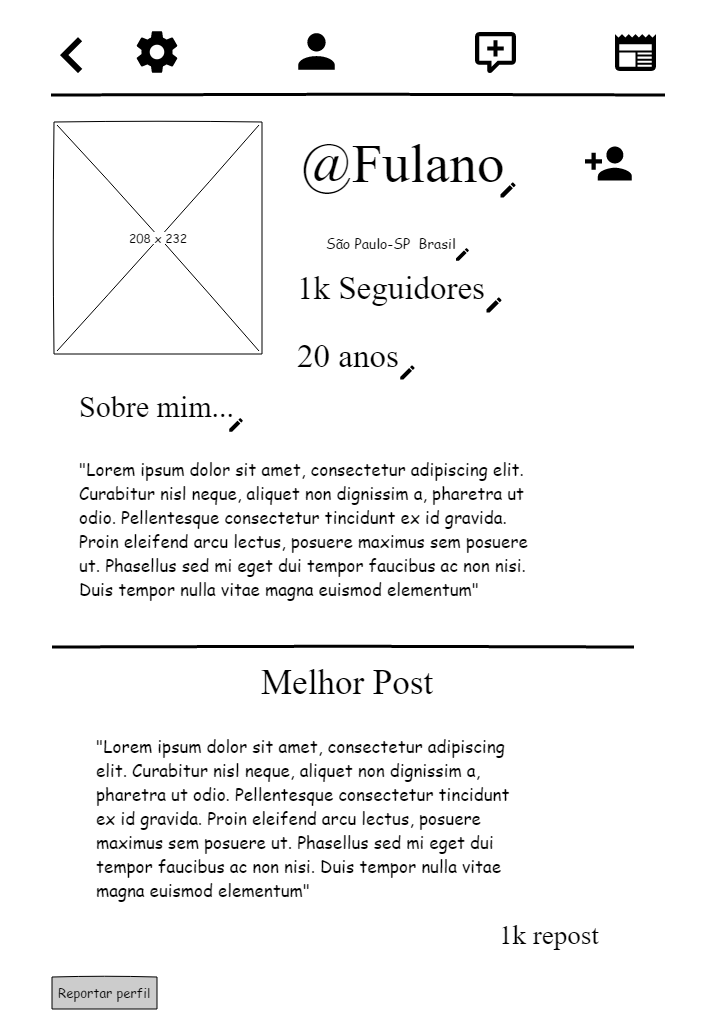 @Fulano
208 x 232
São Paulo-SP Brasil
1k Seguidores
20 anos
Sobre mim...
"Lorem ipsum dolor sit amet, consectetur adipiscing elit.
Curabitur nisl neque, aliquet non dignissim a, pharetra ut
odio. Pellentesque consectetur tincidunt ex id gravida.
Proin eleifend arcu lectus, posuere maximus sem posuere
ut. Phasellus sed mi eget dui tempor faucibus ac non nisi.
Duis tempor nulla vitae magna euismod elementum"
Melhor Post
"Lorem ipsum dolor sit amet, consectetur adipiscing
elit. Curabitur nisl neque, aliquet non dignissim a,
pharetra ut odio. Pellentesque consectetur tincidunt
ex id gravida. Proin eleifend arcu lectus, posuere
maximus sem posuere ut. Phasellus sed mi eget dui
tempor faucibus ac non nisi. Duis tempor nulla vitae
magna euismod elementum"
1k repost
Reportar perfil